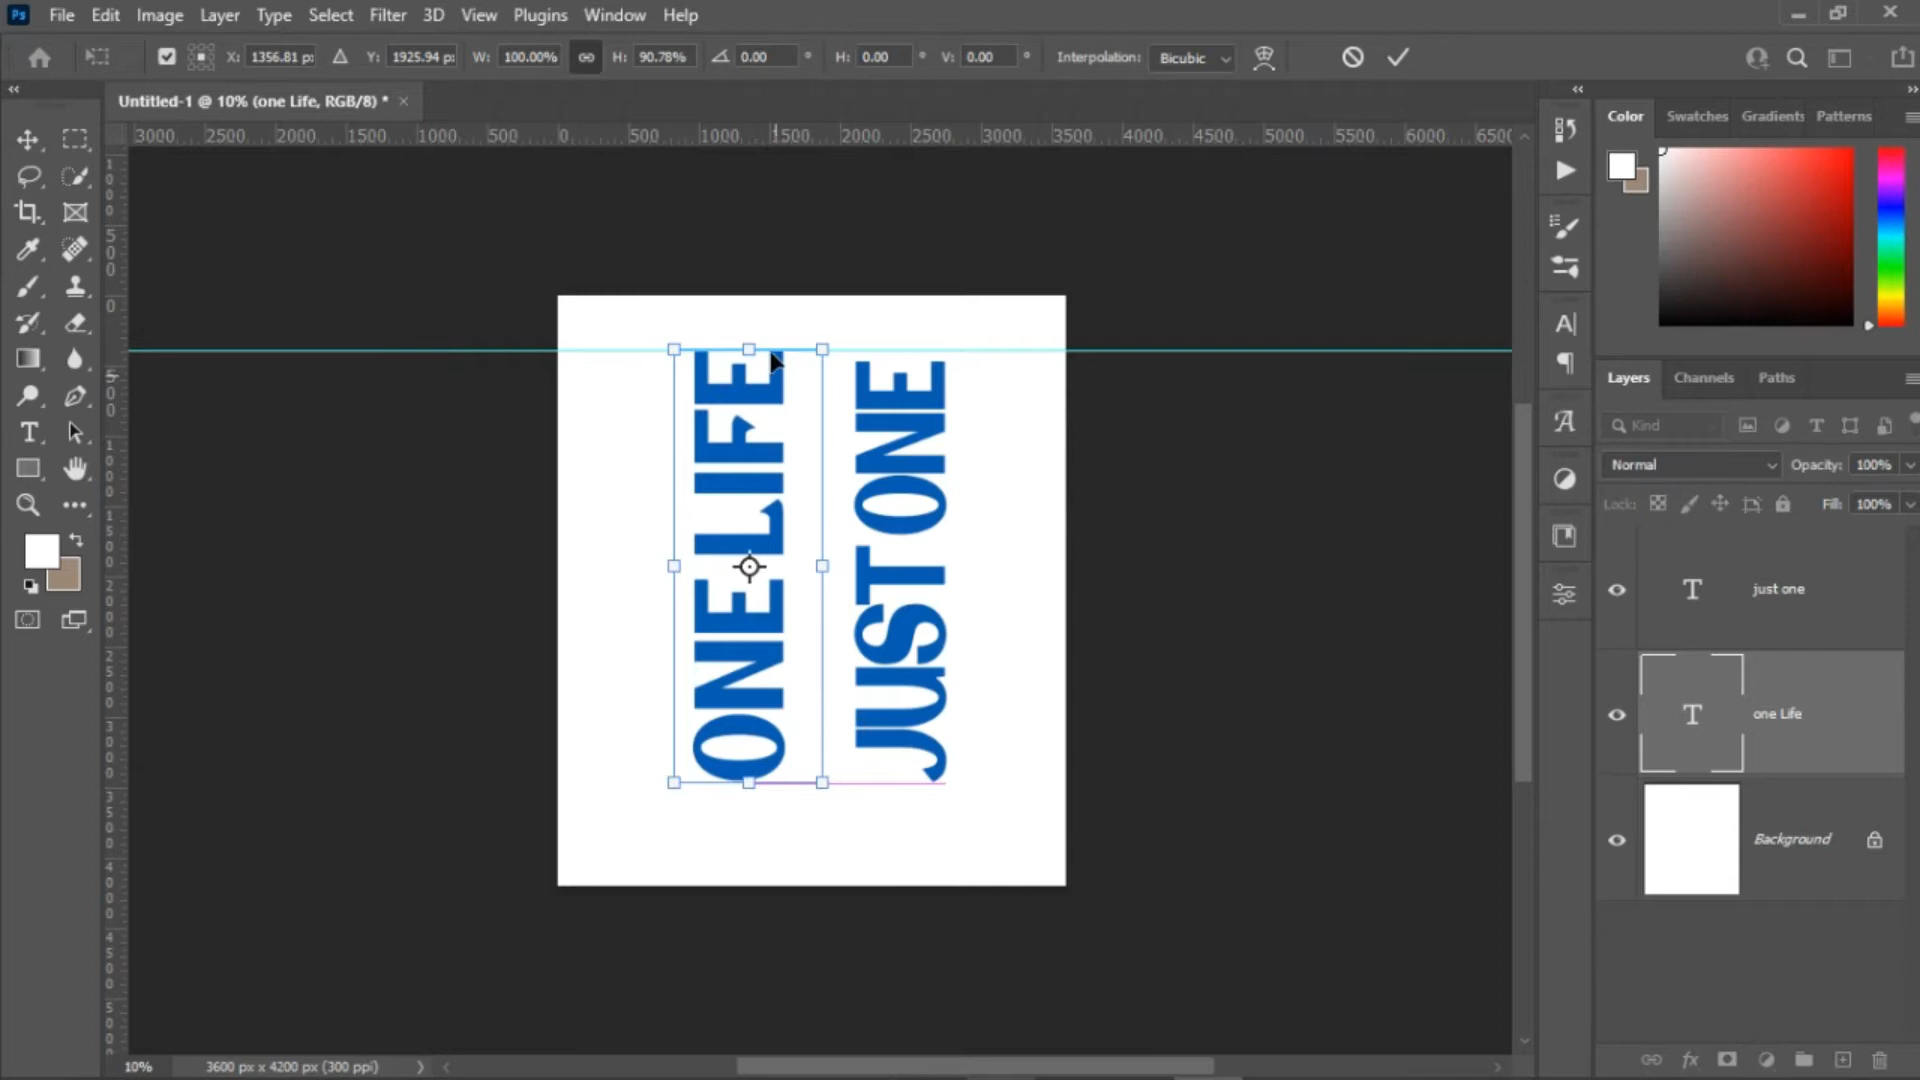 Ps File Edit Image Layer Type Select Filter 3D View Plugins Window Help
X: 1356.81 p: Y: 1925.94 p: W: 100.00% H: 90.78% 0.00 ° H: 0.00 ° V: 0.00 ° Interpolation: Bicubic
Untitled-1 @ 10% (one Life, RGB/8) * ×
3000 2500 2000 1500 1000 500 0 500 1000 1500 2000 2500 3000 3500 4000 4500 5000 5500 6000 6500
Color Swatches Gradients Patterns
ONE LIFE
JUST ONE
Layers Channels Paths
Kind
Normal Opacity: 100%
Lock: Fill: 100%
T just one
T one Life
Background
10% 3600 px x 4200 px (300 ppi)